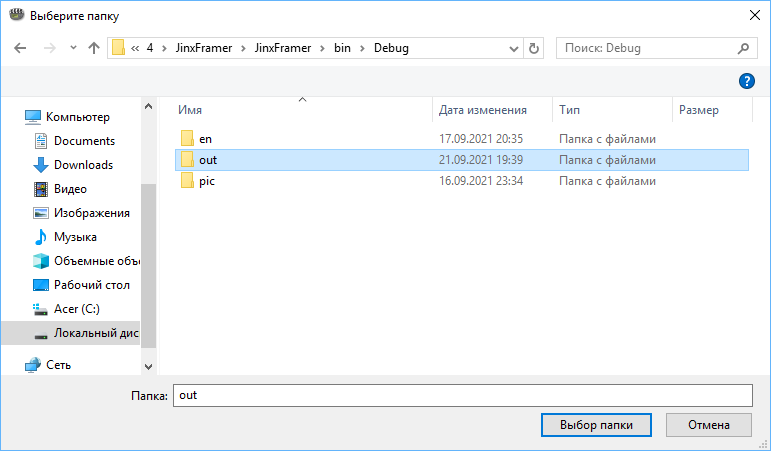 Выберите папку
« 4 > JinxFramer > JinxFramer > bin > Debug
Поиск: Debug
?
Имя Дата изменения Тип Размер
Компьютер
Documents
Downloads
Видео
Изображения
Музыка
Объемные объе
Рабочий стол
Acer (C:)
Локальный дис
Сеть
en 17.09.2021 20:35 Папка с файлами
out 21.09.2021 19:39 Папка с файлами
pic 16.09.2021 23:34 Папка с файлами
Папка: out
Выбор папки Отмена